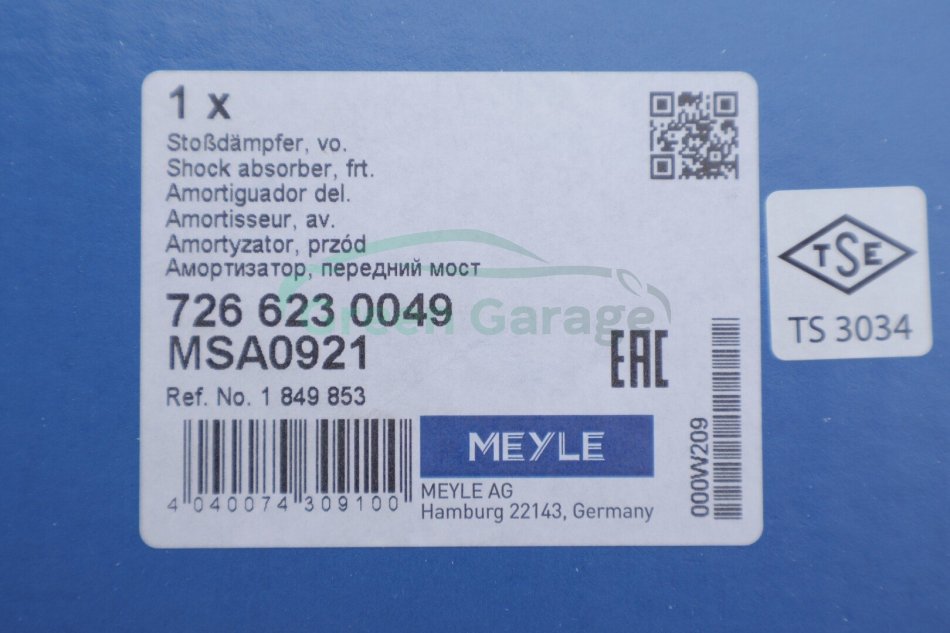 1 x
Stoßdämpfer, vo.
Shock absorber, frt.
Amortiguador del.
Amortisseur, av.
Amortyzator, przód
Амортизатор, передний мост
726 623 0049
Green Garage
MSA0921
EAC
Ref. No. 1 849 853
MEYLE
4 040074 309100
MEYLE AG
Hamburg 22143, Germany
000W209
TSE
TS 3034